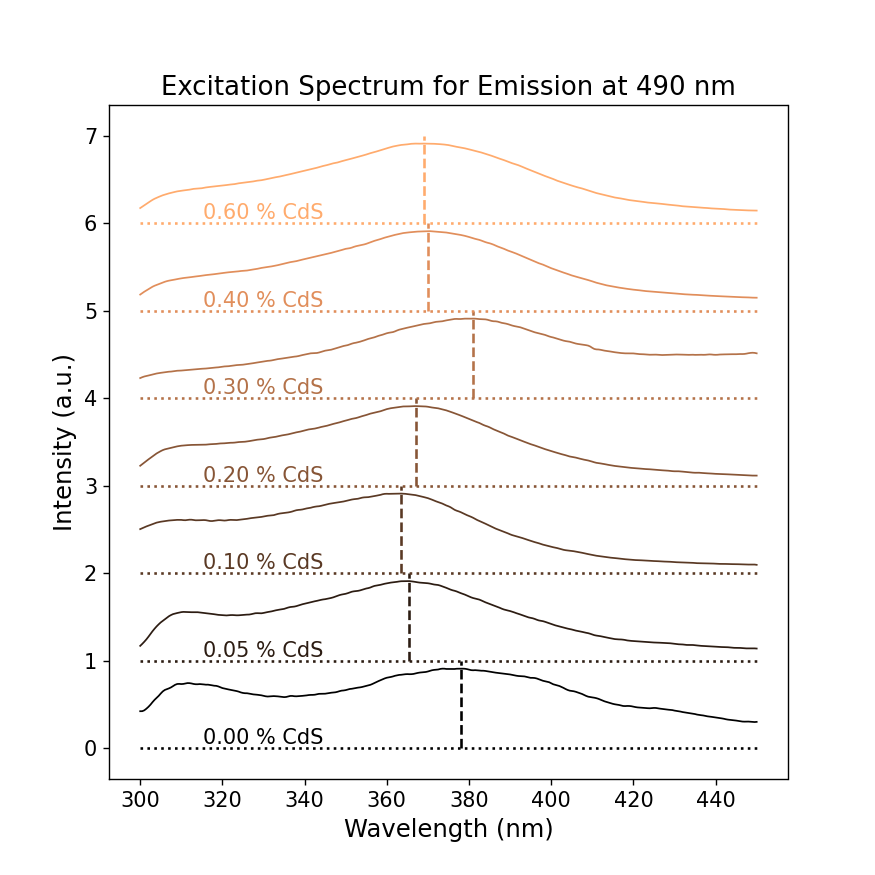 Excitation Spectrum for Emission at 490 nm
7
0.60 % CdS
6
0.40 % CdS
5
0.30 % CdS
4
0.20 % CdS
3
0.10 % CdS
2
0.05 % CdS
1
0.00 % CdS
0
Intensity (a.u.)
300 320 340 360 380 400 420 440
Wavelength (nm)